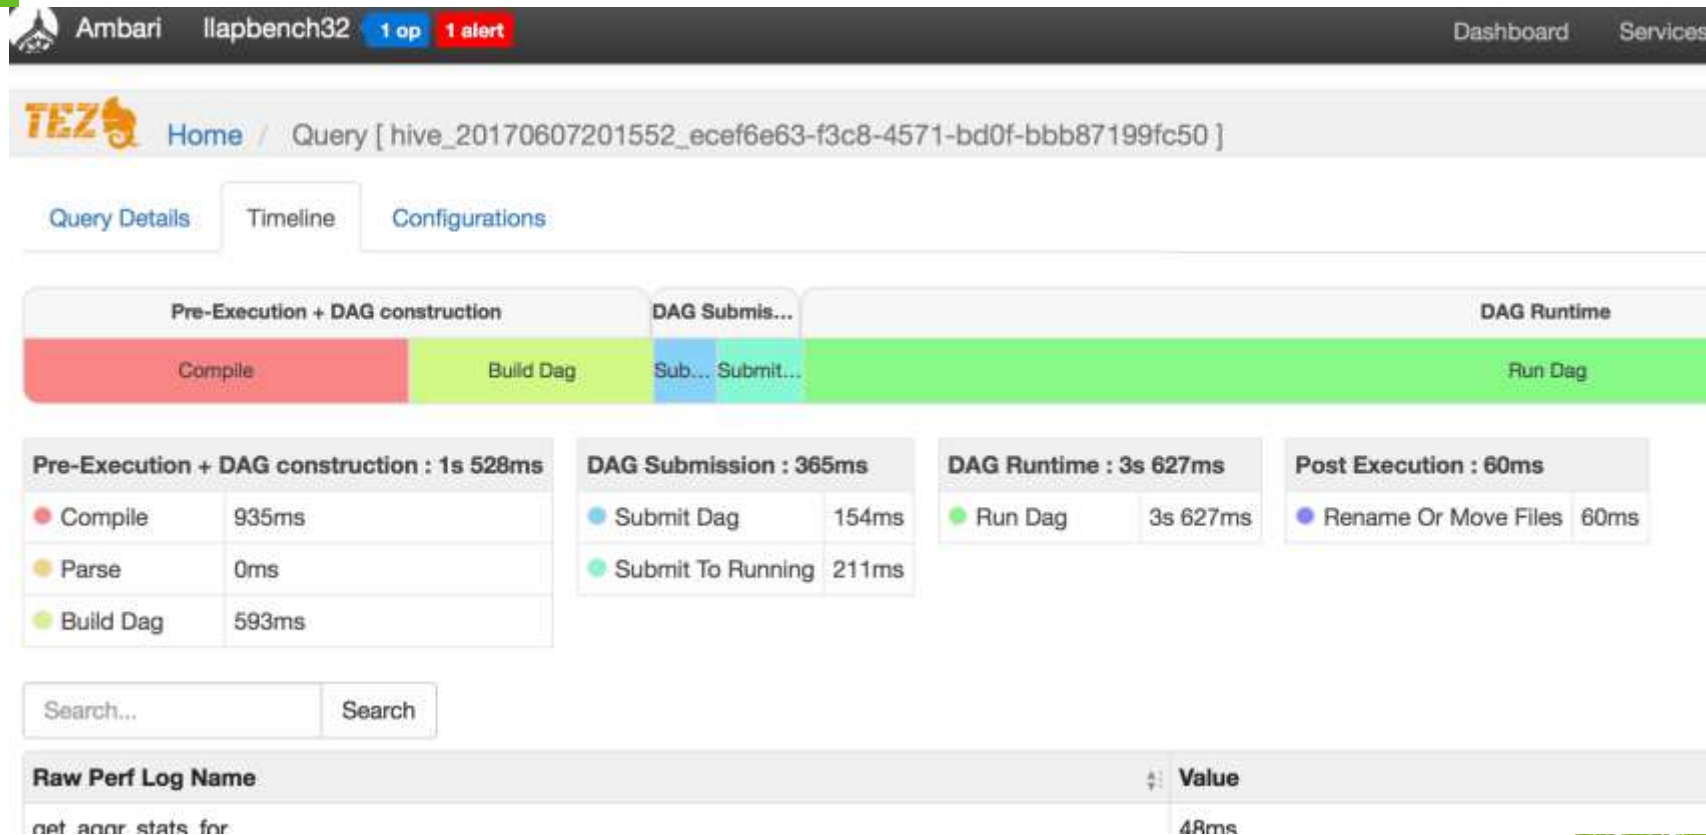 Ambari llapbench32 1 op 1 alert Dashboard Services
TEZ Home / Query [ hive_20170607201552_ecef6e63-f3c8-4571-bd0f-bbb87199fc50 ]
Query Details Timeline Configurations
Pre-Execution + DAG construction DAG Submis... DAG Runtime
Compile Build Dag Sub... Submit... Run Dag
Pre-Execution + DAG construction : 1s 528ms DAG Submission : 365ms DAG Runtime : 3s 627ms Post Execution : 60ms
Compile 935ms Submit Dag 154ms Run Dag 3s 627ms Rename Or Move Files 60ms
Parse 0ms Submit To Running 211ms
Build Dag 593ms
Search... Search
Raw Perf Log Name Value
get_aggr_stats_for 48ms